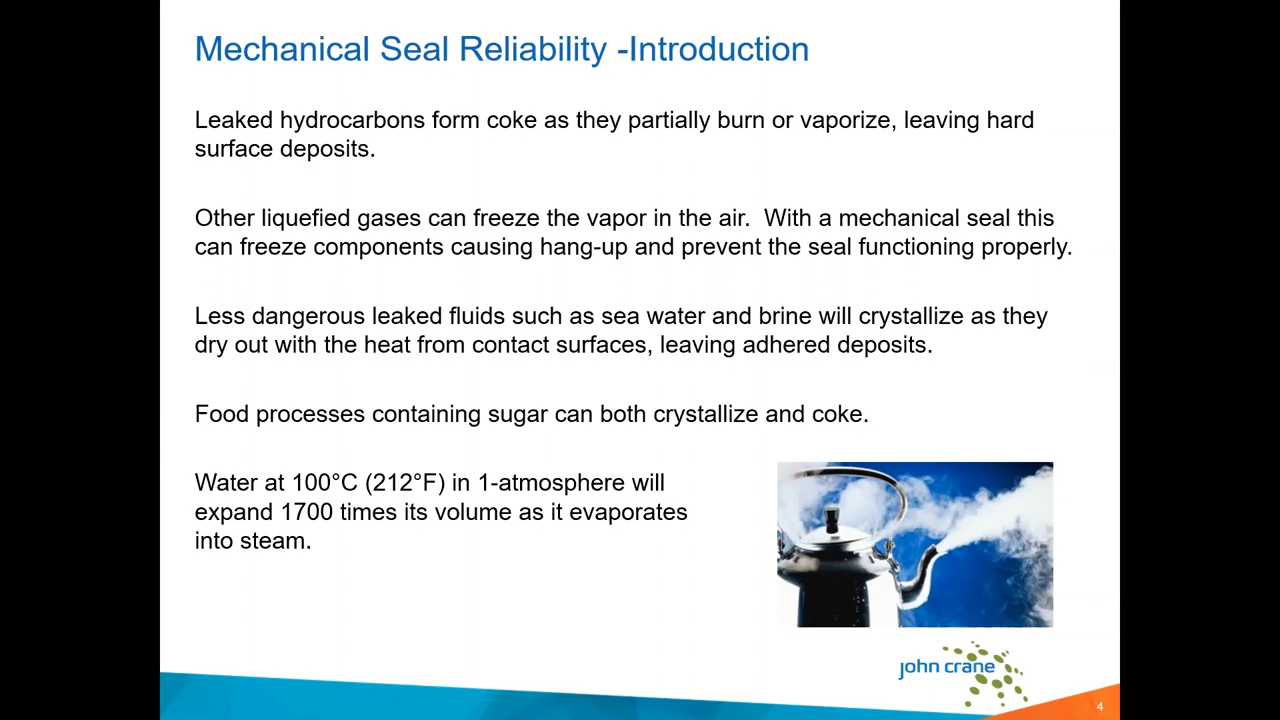 Mechanical Seal Reliability -Introduction
Leaked hydrocarbons form coke as they partially burn or vaporize, leaving hard
surface deposits.
Other liquefied gases can freeze the vapor in the air.  With a mechanical seal this
can freeze components causing hang-up and prevent the seal functioning properly.
Less dangerous leaked fluids such as sea water and brine will crystallize as they
dry out with the heat from contact surfaces, leaving adhered deposits.
Food processes containing sugar can both crystallize and coke.
Water at 100°C (212°F) in 1-atmosphere will
expand 1700 times its volume as it evaporates
into steam.
john crane
4